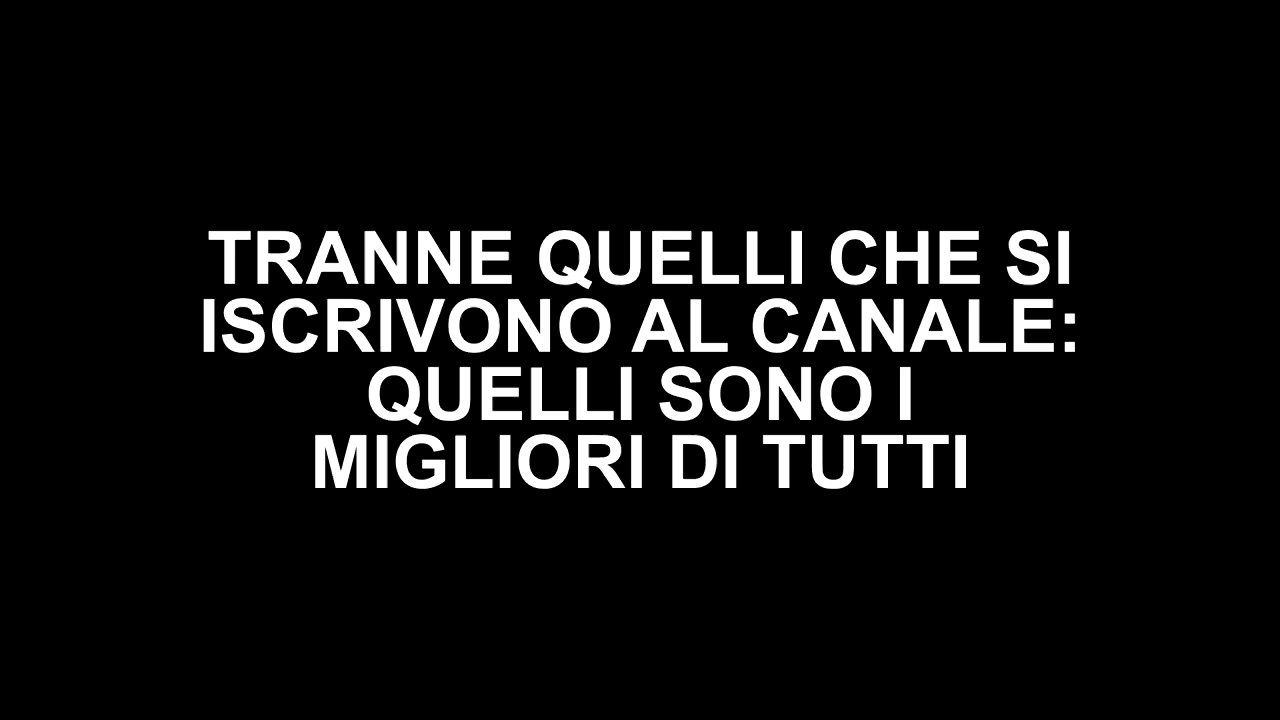 TRANNE QUELLI CHE SI
ISCRIVONO AL CANALE:
QUELLI SONO I
MIGLIORI DI TUTTI